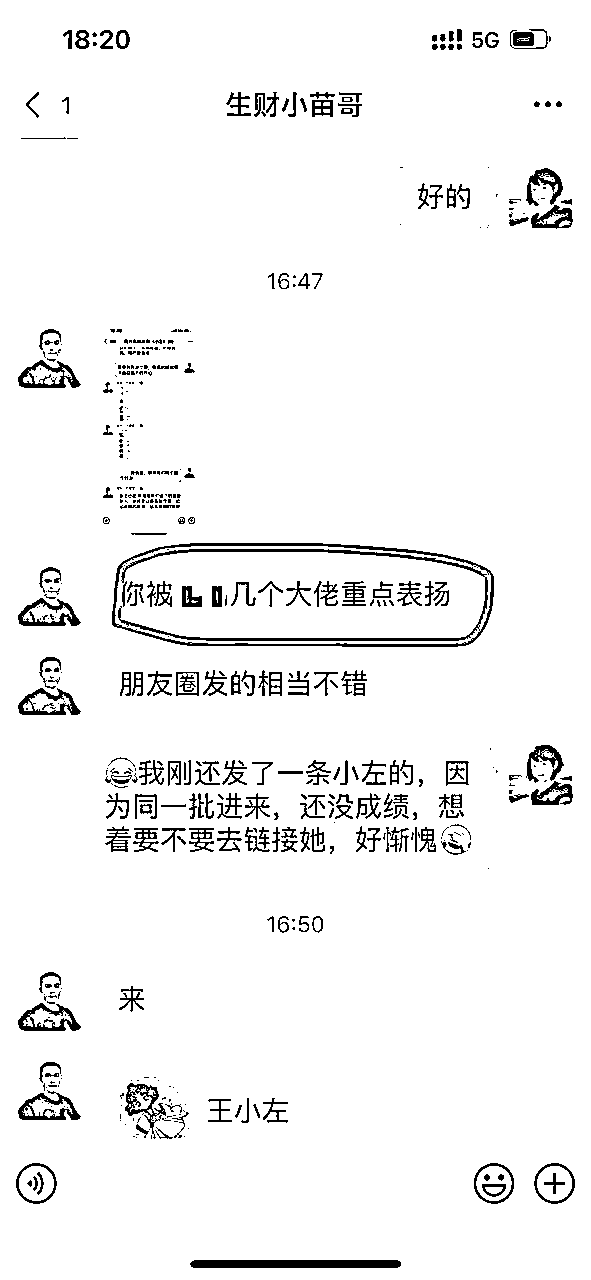 18:20
5G
1
生财小苗哥
好的
16:47
你被
几个大佬重点表扬
朋友圈发的相当不错
我刚还发了一条小左的，因
为同一批进来，还没成绩，想
着要不要去链接她，好惭愧
16:50
来
王小左